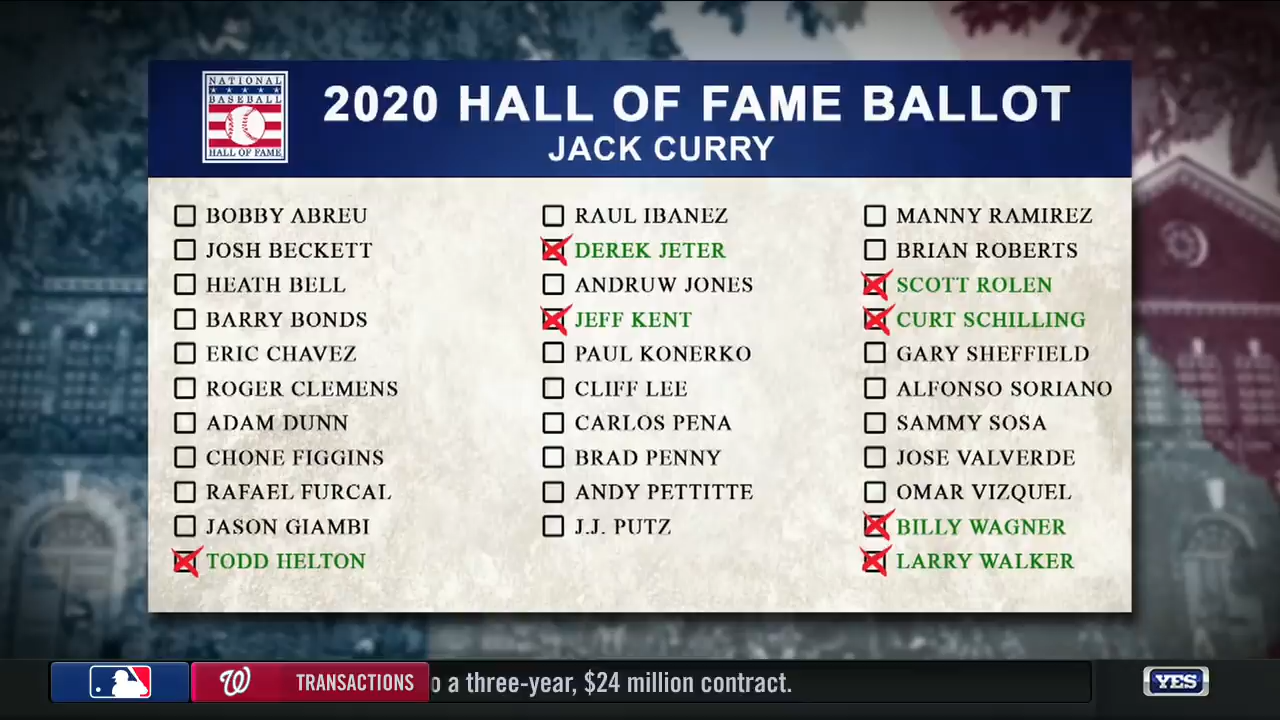 NATIONAL
BASEBALL
HALL OF FAME
2020 HALL OF FAME BALLOT
JACK CURRY
BOBBY ABREU
JOSH BECKETT
HEATH BELL
BARRY BONDS
ERIC CHAVEZ
ROGER CLEMENS
ADAM DUNN
CHONE FIGGINS
RAFAEL FURCAL
JASON GIAMBI
TODD HELTON
RAUL IBANEZ
DEREK JETER
ANDRUW JONES
JEFF KENT
PAUL KONERKO
CLIFF LEE
CARLOS PENA
BRAD PENNY
ANDY PETTITTE
J.J. PUTZ
MANNY RAMIREZ
BRIAN ROBERTS
SCOTT ROLEN
CURT SCHILLING
GARY SHEFFIELD
ALFONSO SORIANO
SAMMY SOSA
JOSE VALVERDE
OMAR VIZQUEL
BILLY WAGNER
LARRY WALKER
W TRANSACTIONS o a three-year, $24 million contract. YES